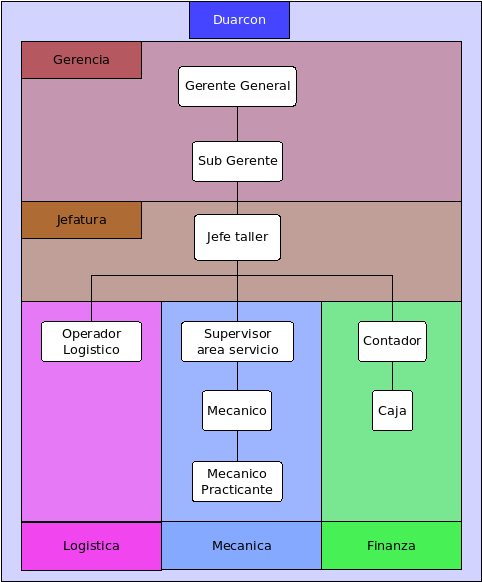 Duarcon
Gerencia
Gerente General
Sub Gerente
Jefatura
Jefe taller
Operador
Logistico
Supervisor
area servicio
Contador
Mecanico
Caja
Mecanico
Practicante
Logistica
Mecanica
Finanza